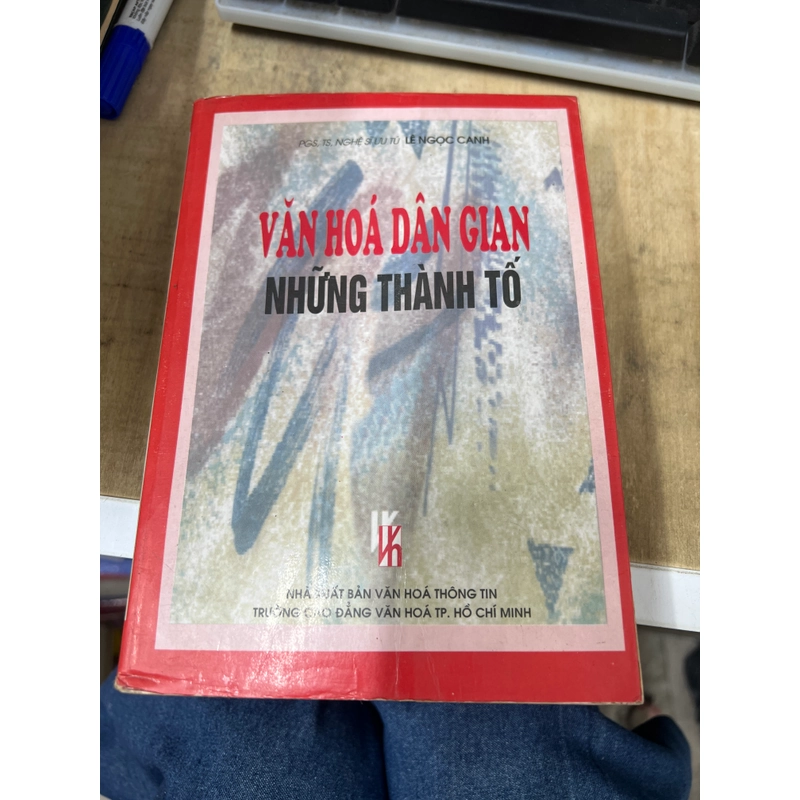 PGS. TS. NGHỆ SĨ ƯU TÚ LÊ NGỌC CANH
VĂN HOÁ DÂN GIAN
NHỮNG THÀNH TỐ
Vh
NHÀ XUẤT BẢN VĂN HOÁ THÔNG TIN
TRƯỜNG CAO ĐẲNG VĂN HOÁ TP. HỒ CHÍ MINH